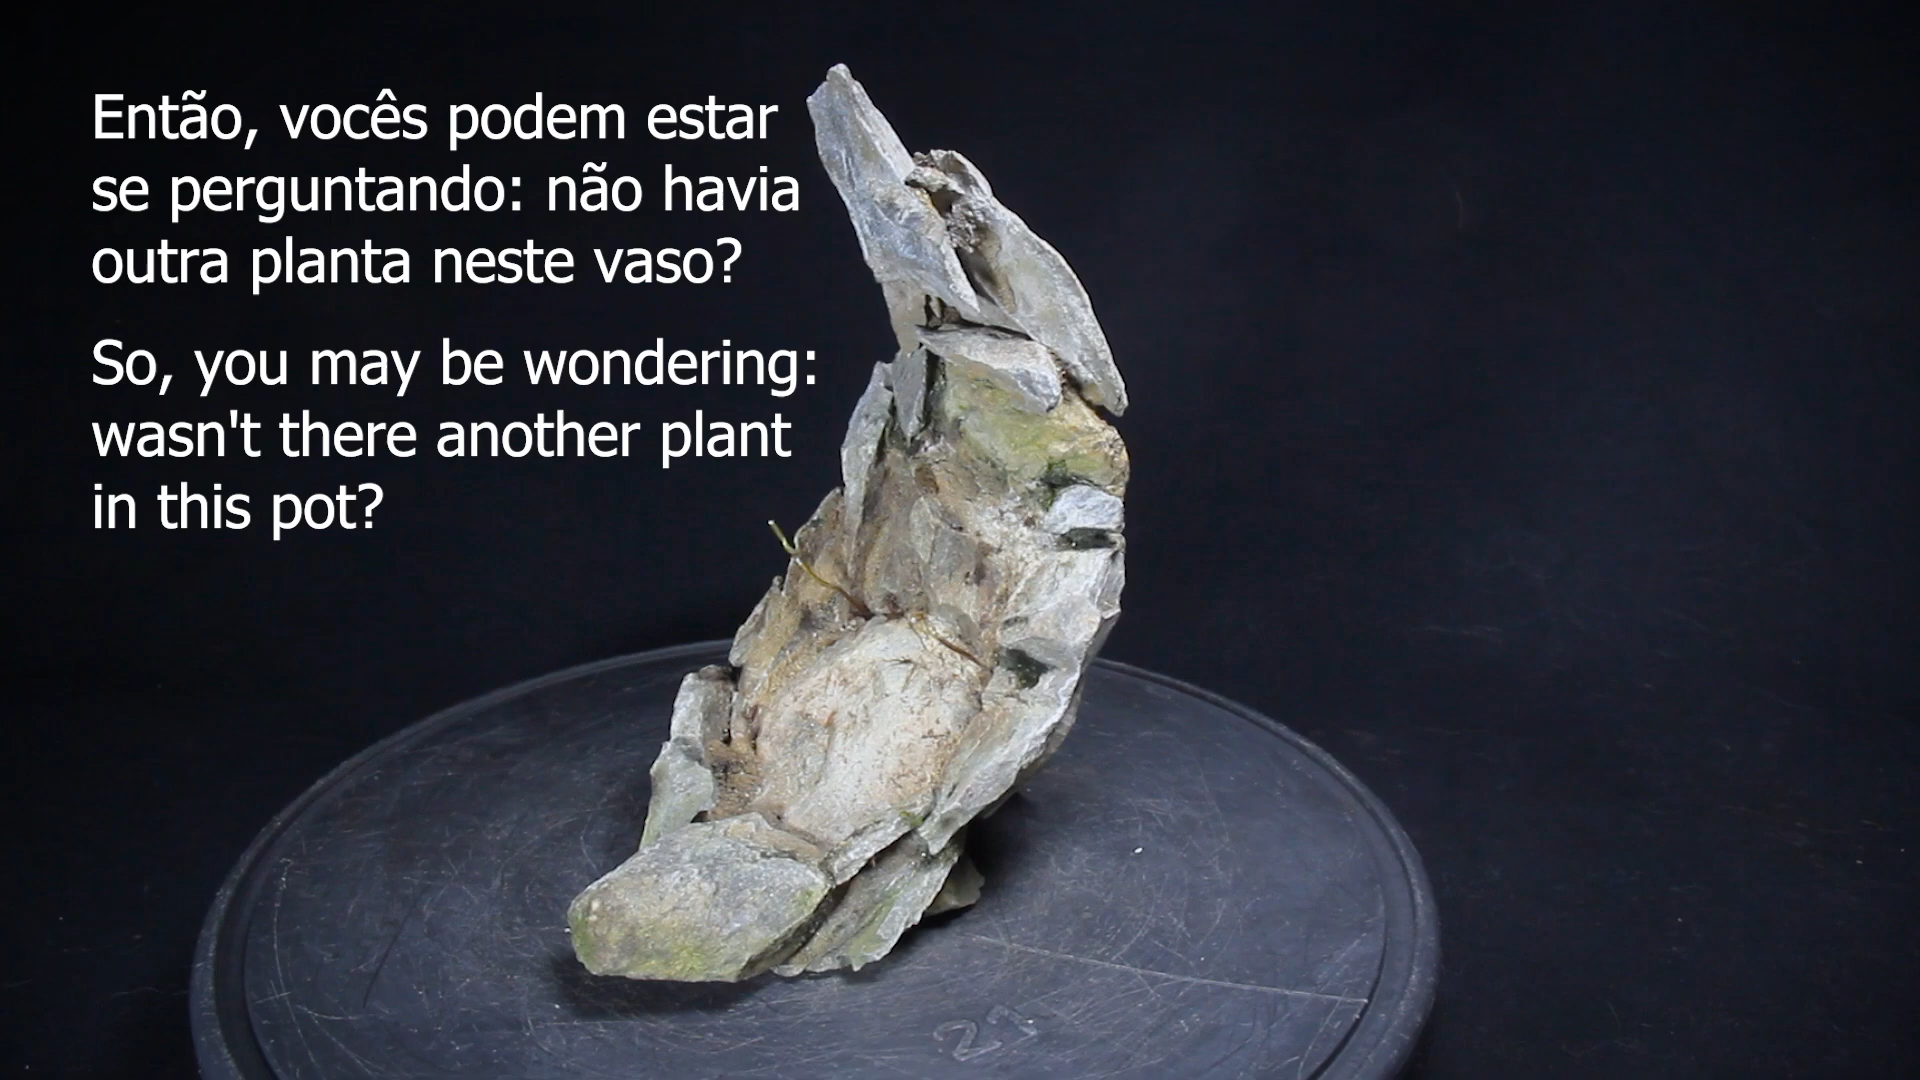 Então, vocês podem estar
se perguntando: não havia
outra planta neste vaso?
So, you may be wondering:
wasn't there another plant
in this pot?
27